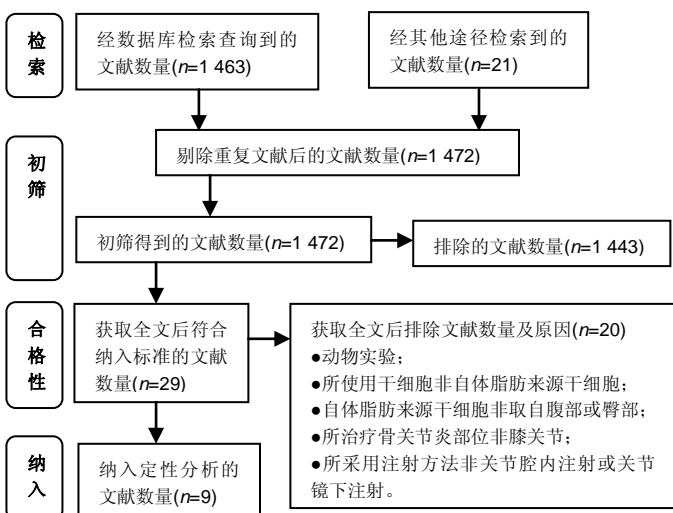 检
索
经数据库检索查询到的
文献数量(n=1 463)
经其他途径检索到的
文献数量(n=21)
初
筛
剔除重复文献后的文献数量(n=1 472)
初筛得到的文献数量(n=1 472)
排除的文献数量(n=1 443)
合
格
性
获取全文后符合
纳入标准的文献
数量(n=29)
获取全文后排除文献数量及原因(n=20)
●动物实验；
●所使用干细胞非自体脂肪来源干细胞；
●自体脂肪来源干细胞非取自腹部或臀部；
●所治疗骨关节炎部位非膝关节；
●所采用注射方法非关节腔内注射或关节
镜下注射。
纳
入
纳入定性分析的
文献数量(n=9)